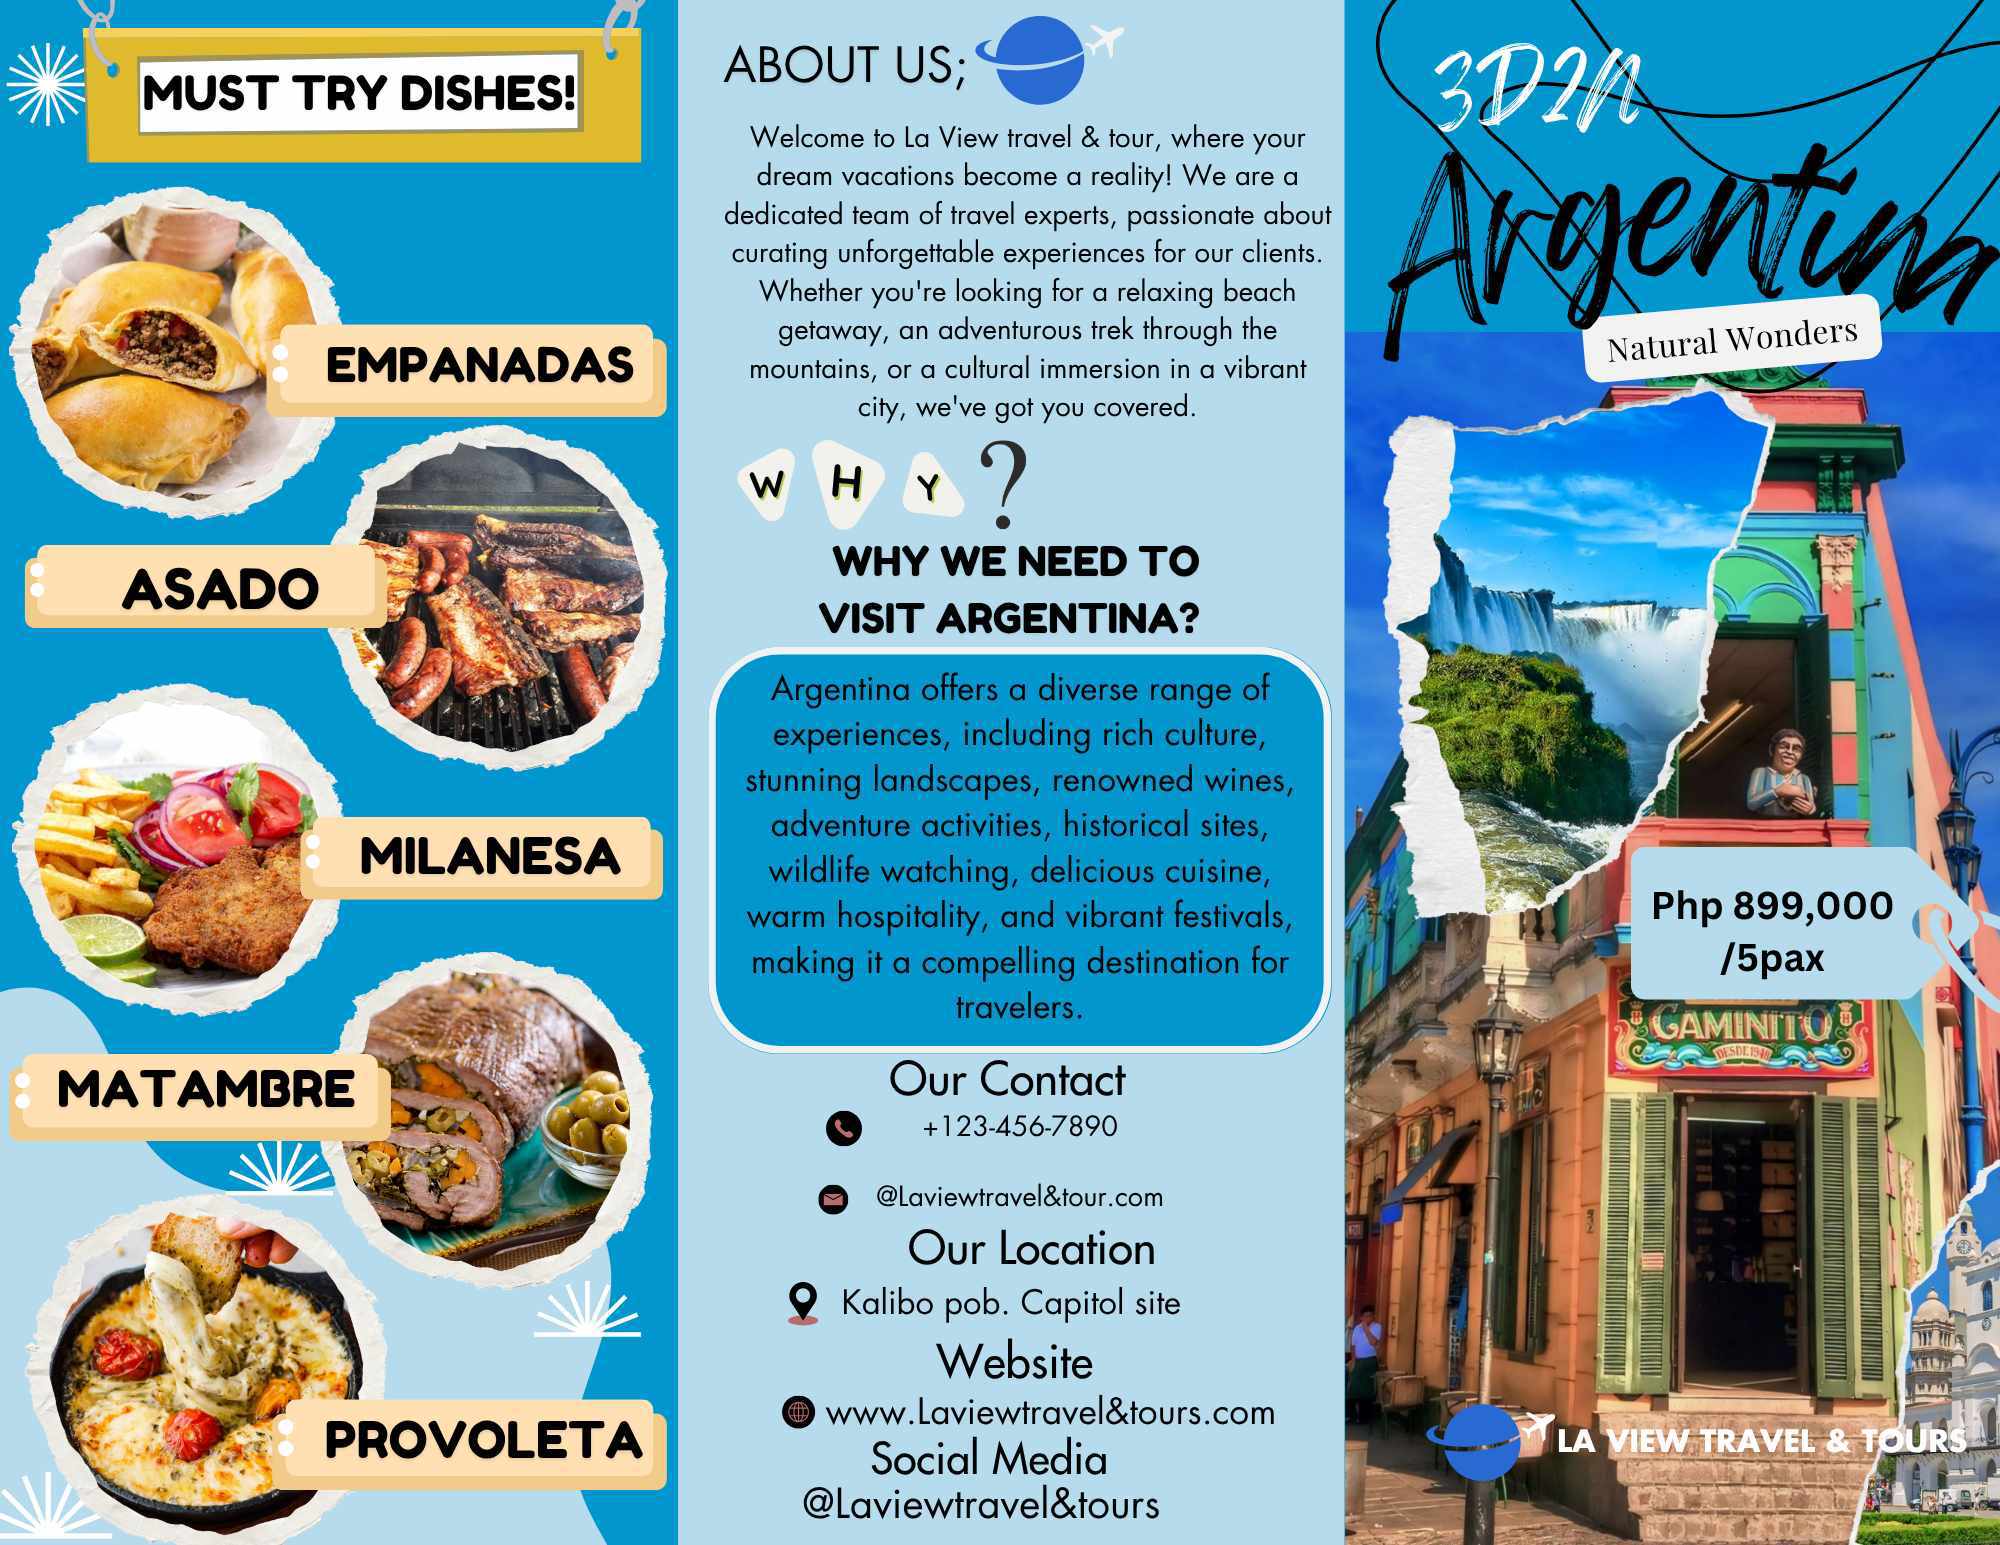 MUST TRY DISHES!
EMPANADAS
ASADO
MILANESA
MATAMBRE
PROVOLETA
ABOUT US;
Welcome to La View travel & tour, where your
dream vacations become a reality! We are a
dedicated team of travel experts, passionate about
curating unforgettable experiences for our clients.
Whether you're looking for a relaxing beach
getaway, an adventurous trek through the
mountains, or a cultural immersion in a vibrant
city, we've got you covered.
WHY?
WHY WE NEED TO
VISIT ARGENTINA?
Argentina offers a diverse range of
experiences, including rich culture,
stunning landscapes, renowned wines,
adventure activities, historical sites,
wildlife watching, delicious cuisine,
warm hospitality, and vibrant festivals,
making it a compelling destination for
travelers.
Our Contact
+123-456-7890
@Laviewtravel&tour.com
Our Location
Kalibo pob. Capitol site
Website
www.Laviewtravel&tours.com
Social Media
@Laviewtravel&tours
3D2N
Argentina
Natural Wonders
Php 899,000
/5pax
CAMINITO
DESDE 1940
LA VIEW TRAVEL & TOURS